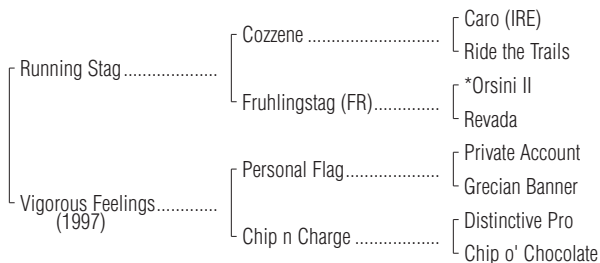 Caro (IRE)
Cozzene ............................
Ride the Trails
Running Stag....................
*Orsini II
Fruhlingstag (FR)..............
Revada
Private Account
Personal Flag....................
Grecian Banner
Vigorous Feelings.............
(1997)
Distinctive Pro
Chip n Charge ..................
Chip o' Chocolate